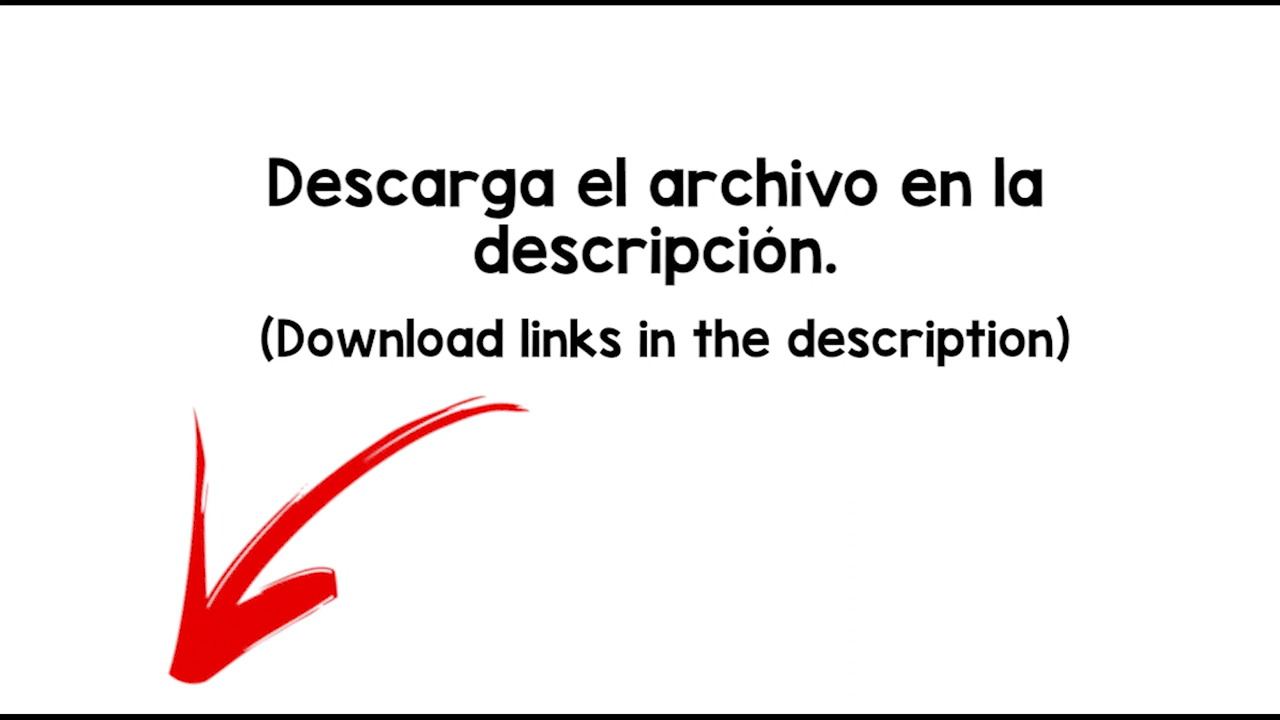 Descarga el archivo en la
descripción.
(Download links in the description)